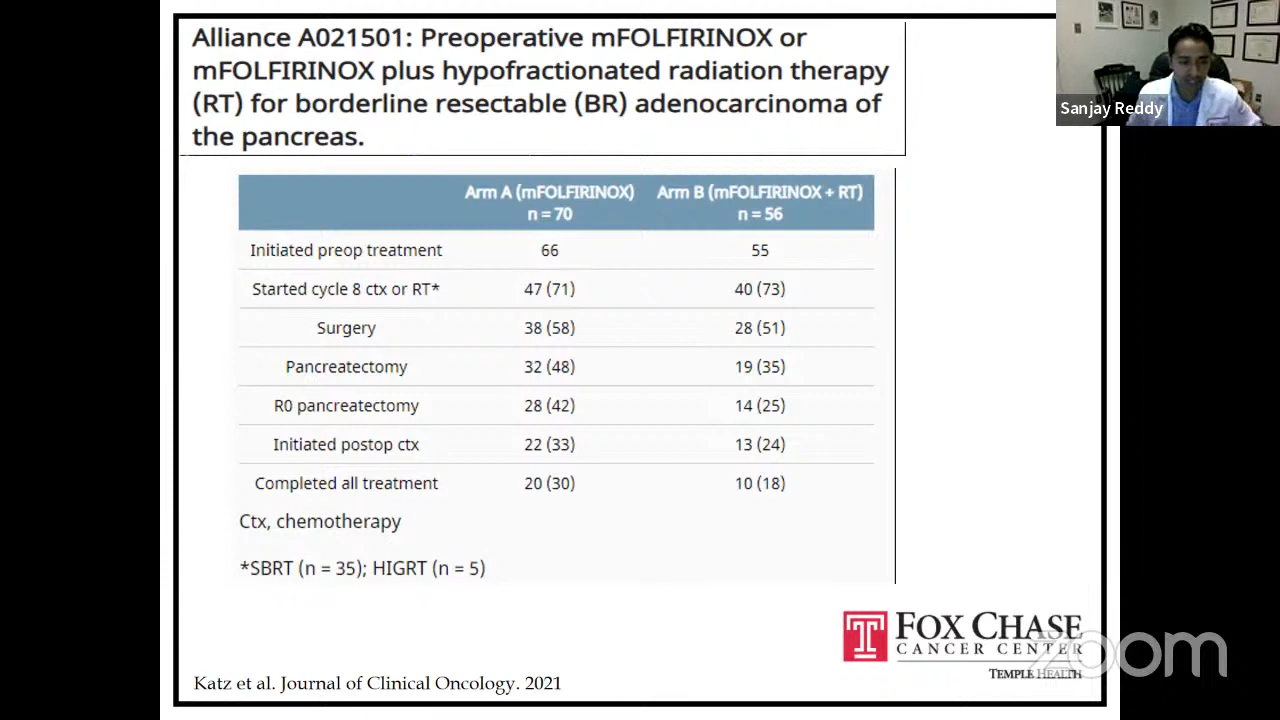 Alliance A021501: Preoperative mFOLFIRINOX or
mFOLFIRINOX plus hypofractionated radiation therapy
(RT) for borderline resectable (BR) adenocarcinoma of
the pancreas.
Sanjay Reddy
Arm A (mFOLFIRINOX) Arm B (mFOLFIRINOX + RT)
n = 70 n = 56
Initiated preop treatment 66 55
Started cycle 8 ctx or RT* 47 (71) 40 (73)
Surgery 38 (58) 28 (51)
Pancreatectomy 32 (48) 19 (35)
R0 pancreatectomy 28 (42) 14 (25)
Initiated postop ctx 22 (33) 13 (24)
Completed all treatment 20 (30) 10 (18)
Ctx, chemotherapy
*SBRT (n = 35); HIGRT (n = 5)
FOX CHASE
CANCER CENTER
TEMPLE HEALTH
zoom
Katz et al. Journal of Clinical Oncology. 2021